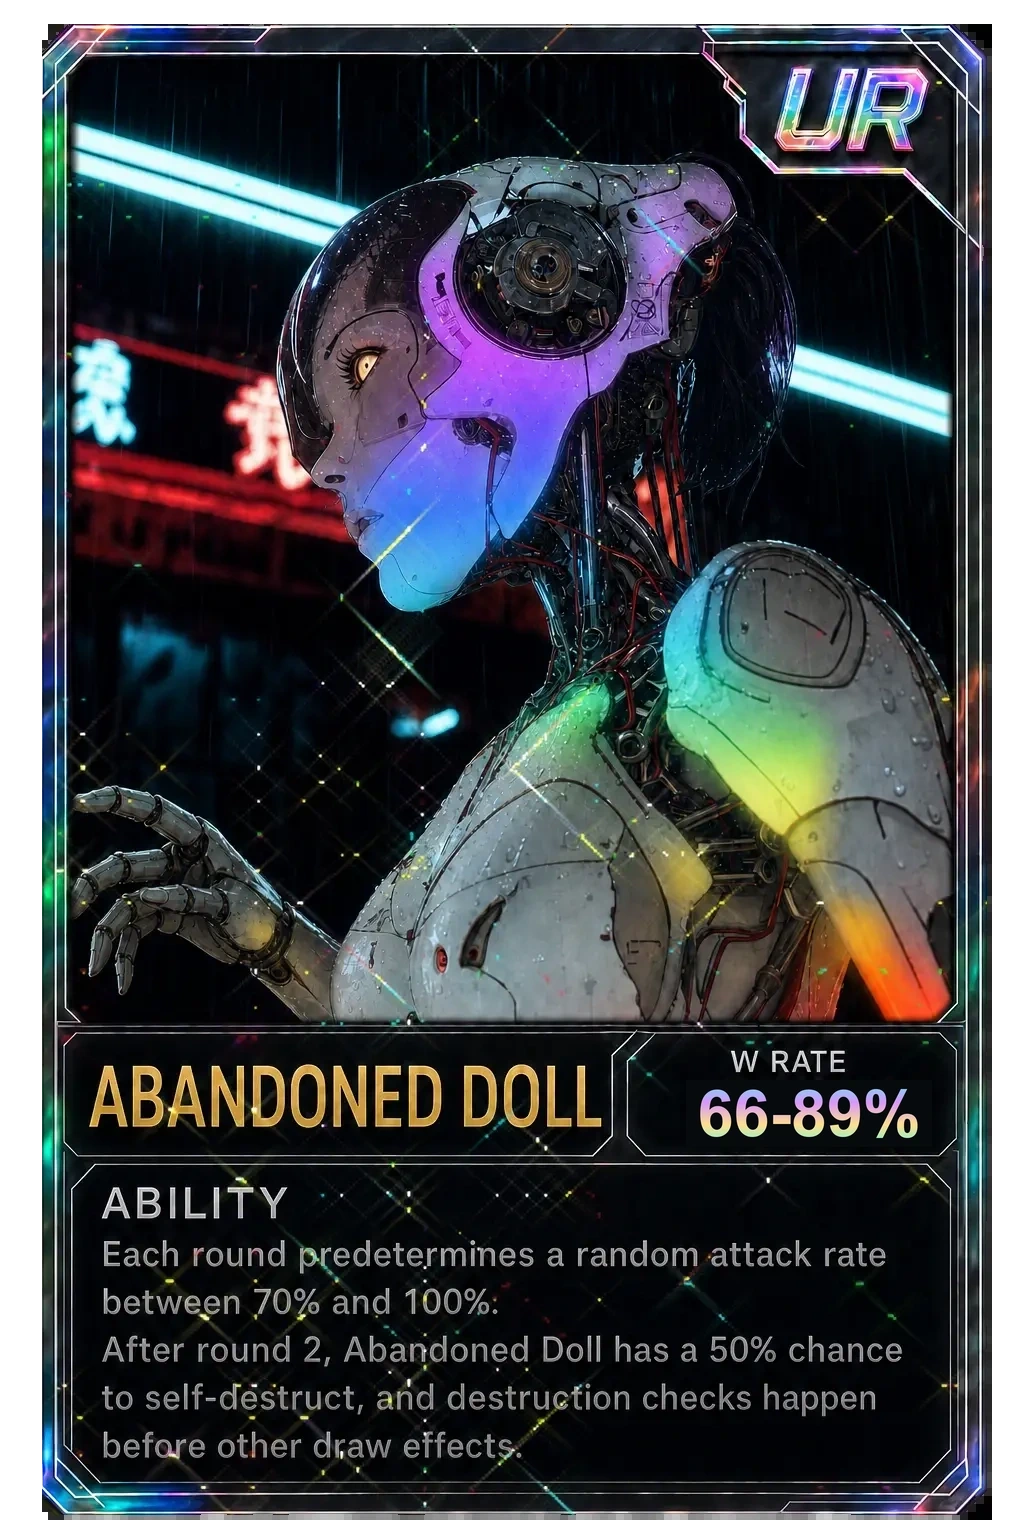 UR
ABANDONED DOLL
W RATE
66-89%
ABILITY
Each round predetermines a random attack rate
between 70% and 100%.
After round 2, Abandoned Doll has a 50% chance
to self-destruct, and destruction checks happen
before other draw effects.